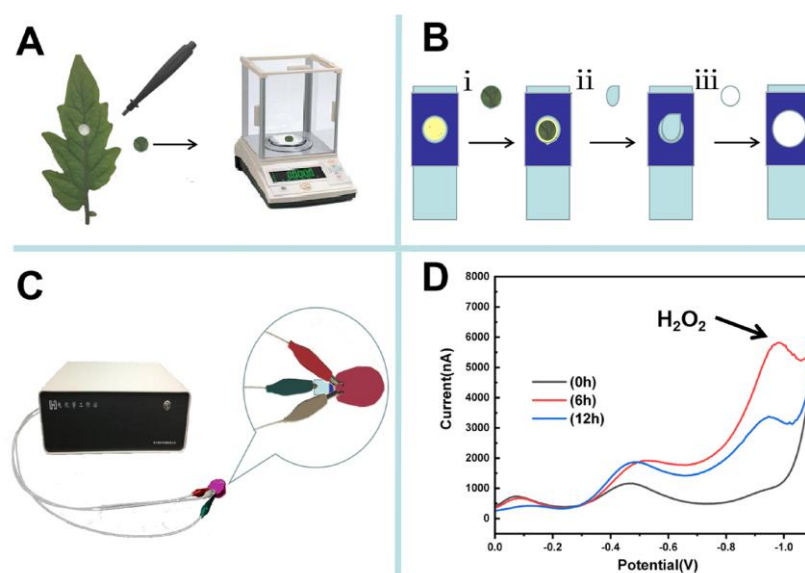 A
B
i
ii
iii
C
D
8000
7000
6000
5000
4000
3000
2000
1000
0
Current(nA)
H₂O₂
(0h)
(6h)
(12h)
0.0
-0.2
-0.4
-0.6
-0.8
-1.0
Potential(V)